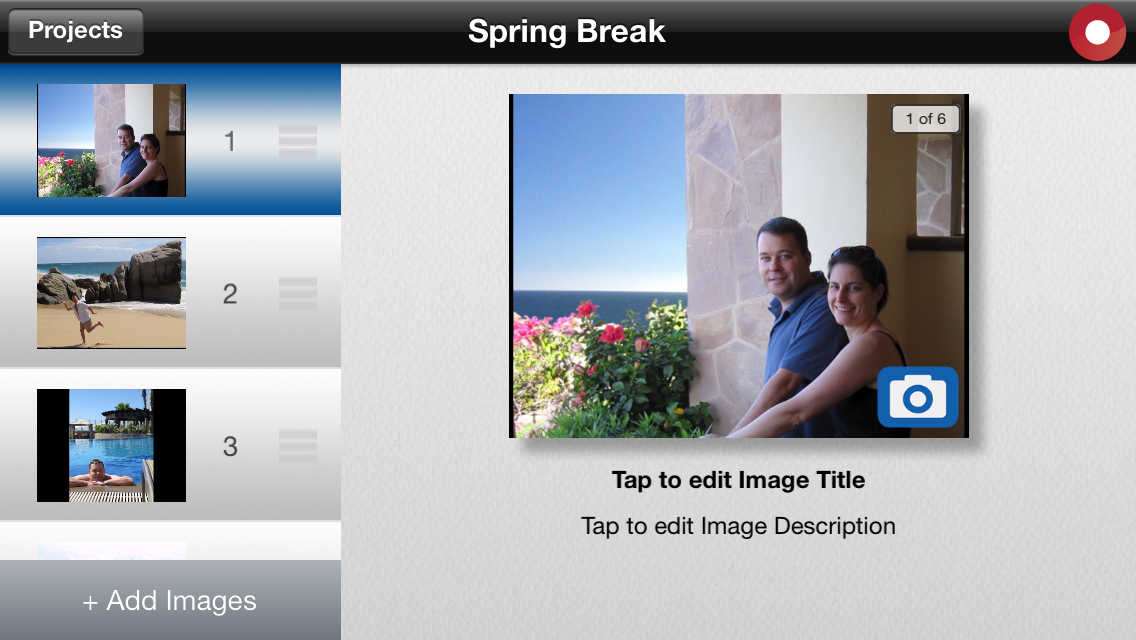 Projects
Spring Break
1
1 of 6
2
3
Tap to edit Image Title
Tap to edit Image Description
+ Add Images